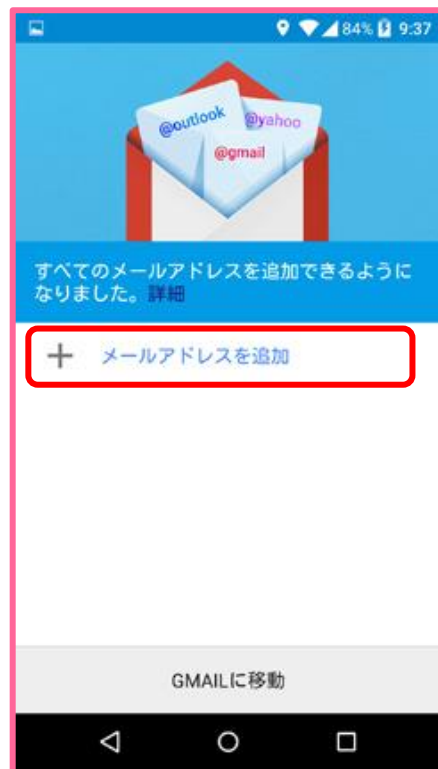 84% 9:37
@outlook @yahoo
@gmail
すべてのメールアドレスを追加できるように
なりました。詳細
メールアドレスを追加
GMAILに移動